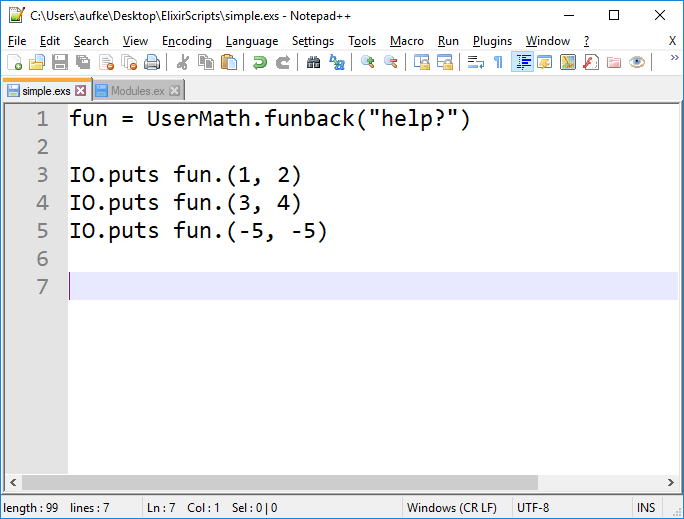 C:\Users\aufke\Desktop\ElixirScripts\simple.exs - Notepad++
File Edit Search View Encoding Language Settings Tools Macro Run Plugins Window ? X
simple.exs Modules.ex
1 fun = UserMath.funback("help?")
2
3 IO.puts fun.(1, 2)
4 IO.puts fun.(3, 4)
5 IO.puts fun.(-5, -5)
6
7
length : 99 lines : 7 Ln : 7 Col : 1 Sel : 0 | 0 Windows (CR LF) UTF-8 INS